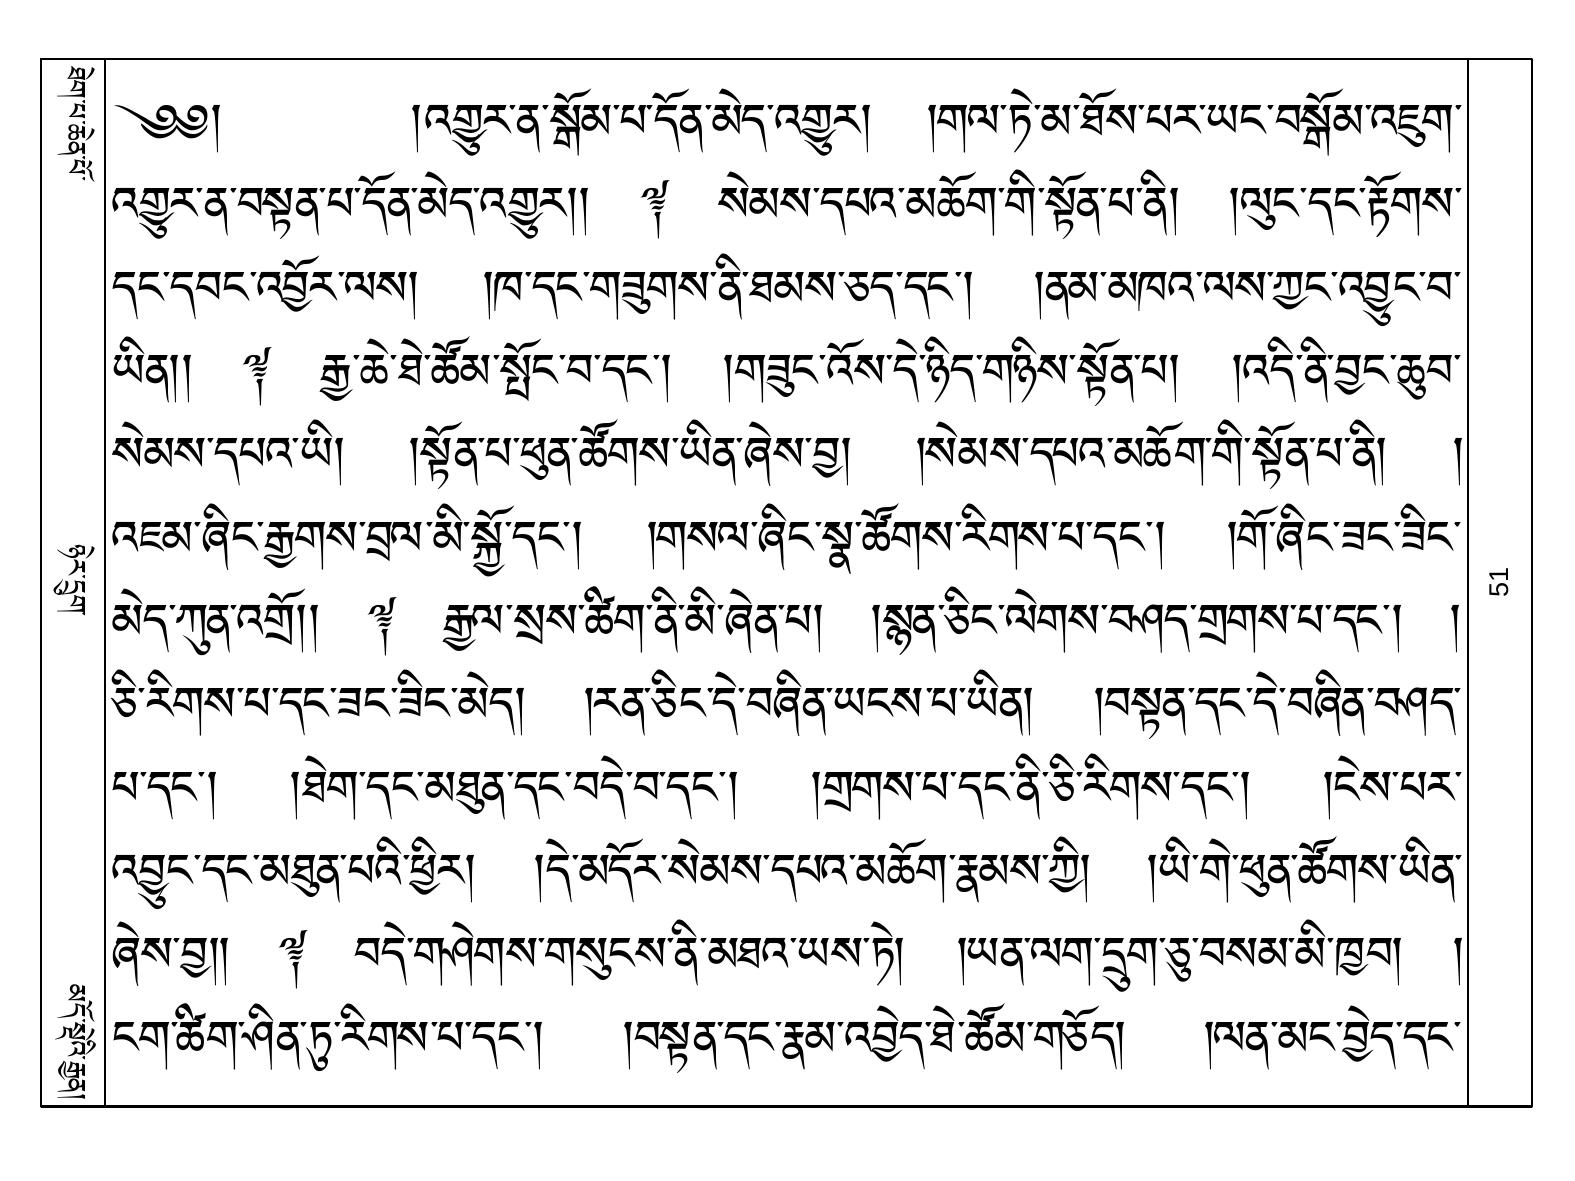 ༄༅། །འགྱུར་ན་སྒོམ་པ་དོན་མེད་འགྱུར། །གལ་ཏེ་མ་ཐོས་པར་ཡང་བསྒོམ་འཇུག་
འགྱུར་ན་བསྟན་པ་དོན་མེད་འགྱུར།། ༈ སེམས་དཔའ་མཆོག་གི་སྟོན་པ་ནི། །ལུང་དང་རྟོགས་
དང་དབང་འབྱོར་ལས། །ཁ་དང་གཟུགས་ནི་ཐམས་ཅད་དང་། །ནམ་མཁའ་ལས་ཀྱང་འབྱུང་བ་
ཡིན།། ༈ རྒྱ་ཆེ་ཐེ་ཚོམ་སྤོང་བ་དང་། །གཟུང་འོས་དེ་ཉིད་གཉིས་སྟོན་པ། །འདི་ནི་བྱང་ཆུབ་
སེམས་དཔའ་ཡི། །སྟོན་པ་ཕུན་ཚོགས་ཡིན་ཞེས་བྱ། །སེམས་དཔའ་མཆོག་གི་སྟོན་པ་ནི། །
འཇམ་ཞིང་རྒྱགས་བྲལ་མི་སྐྱོ་དང་། །གསལ་ཞིང་སྣ་ཚོགས་རིགས་པ་དང་། །གོ་ཞིང་ཟང་ཟིང་
མེད་ཀུན་འགྲོ།། ༈ རྒྱལ་སྲས་ཚིག་ནི་མི་ཞེན་པ། །སྙན་ཅིང་ལེགས་བཤད་གྲགས་པ་དང་། །
ཅི་རིགས་པ་དང་ཟང་ཟིང་མེད། །རན་ཅིང་དེ་བཞིན་ཡངས་པ་ཡིན། །བསྟན་དང་དེ་བཞིན་བཤད་
པ་དང་། །ཐེག་དང་མཐུན་དང་བདེ་བ་དང་། །གྲགས་པ་དང་ནི་ཅི་རིགས་དང་། །ངེས་པར་
འབྱུང་དང་མཐུན་པའི་ཕྱིར། །དེ་མདོར་སེམས་དཔའ་མཆོག་རྣམས་ཀྱི། །ཡི་གེ་ཕུན་ཚོགས་ཡིན་
ཞེས་བྱ།། ༈ བདེ་གཤེགས་གསུངས་ནི་མཐའ་ཡས་ཏེ། །ཡན་ལག་དྲུག་ཅུ་བསམ་མི་ཁྱབ། །
ངག་ཚིག་ཤིན་ཏུ་རིགས་པ་དང་། །བསྟན་དང་རྣམ་འབྱེད་ཐེ་ཚོམ་གཅོད། །ལན་མང་བྱེད་དང་
ཐེག་པ་ཆེན་པོ་
ཉེར་དྲུག
མདོ་སྡེའི་རྒྱན།
51